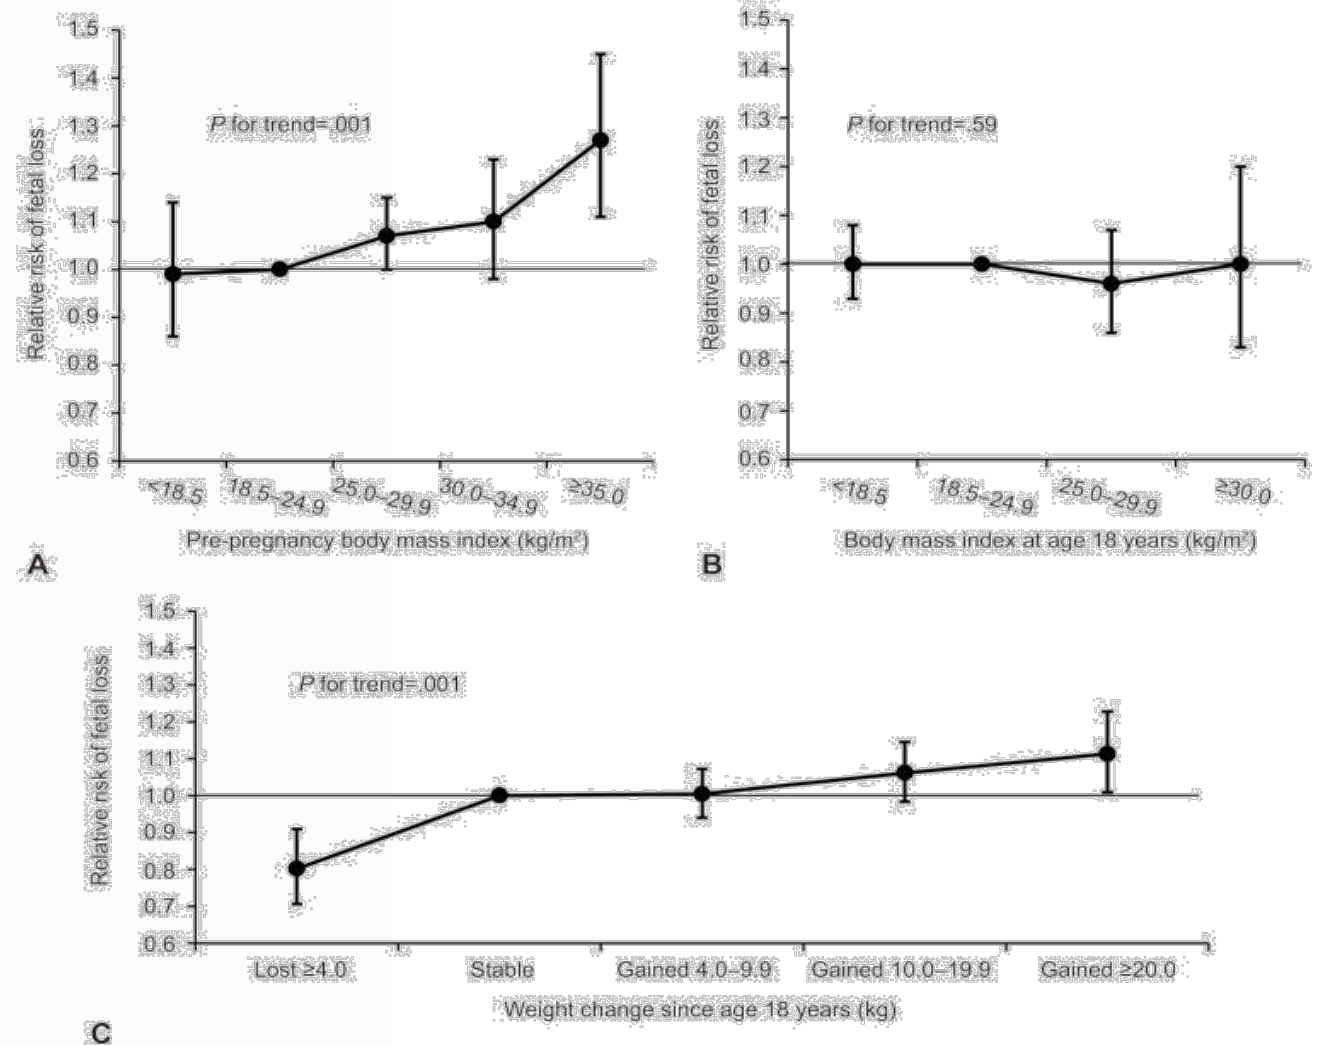 1.5
1.4
1.3
1.2
1.1
1.0
0.9
0.8
0.7
0.6
Relative risk of fetal loss
P for trend=.001
<18.5
18.5–24.9
25.0–29.9
30.0–34.9
≥35.0
Pre-pregnancy body mass index (kg/m²)
A
1.5
1.4
1.3
1.2
1.1
1.0
0.9
0.8
0.7
0.6
Relative risk of fetal loss
P for trend=.59
<18.5
18.5–24.9
25.0–29.9
≥30.0
Body mass index at age 18 years (kg/m²)
B
1.5
1.4
1.3
1.2
1.1
1.0
0.9
0.8
0.7
0.6
Relative risk of fetal loss
P for trend=.001
Lost ≥4.0
Stable
Gained 4.0–9.9
Gained 10.0–19.9
Gained ≥20.0
Weight change since age 18 years (kg)
C